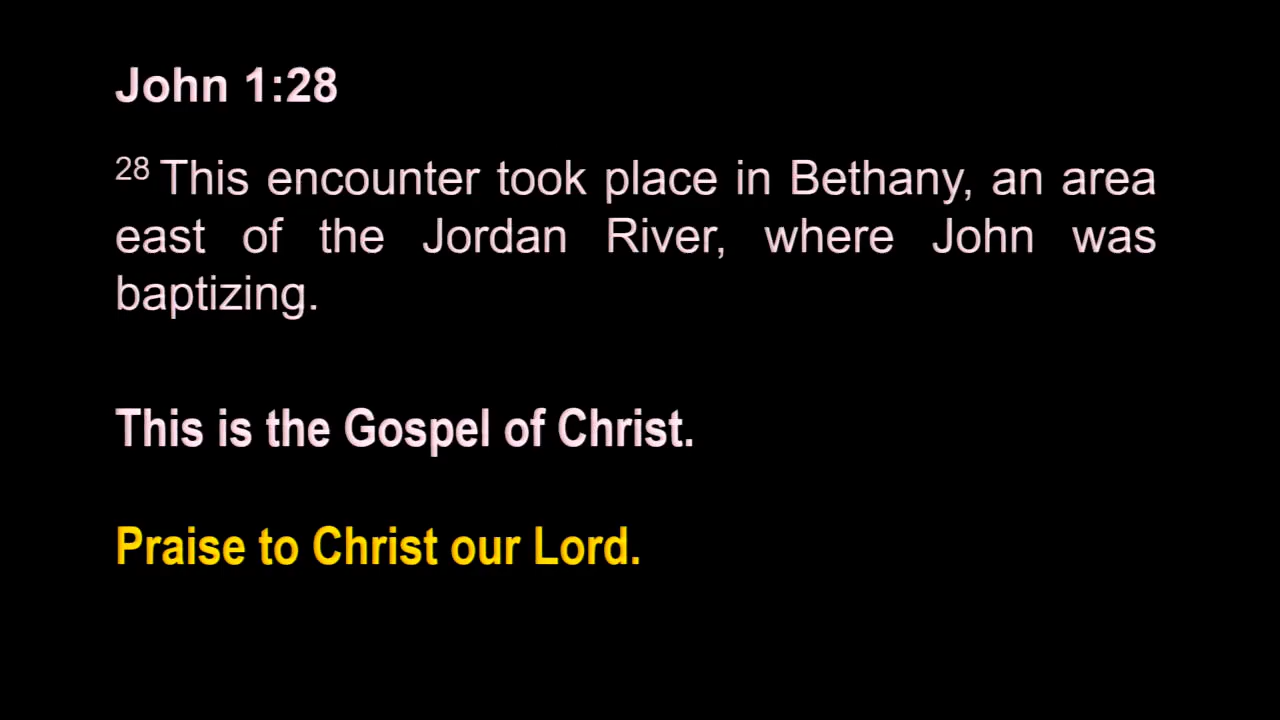 John 1:28
28 This encounter took place in Bethany, an area
east of the Jordan River, where John was
baptizing.
This is the Gospel of Christ.
Praise to Christ our Lord.